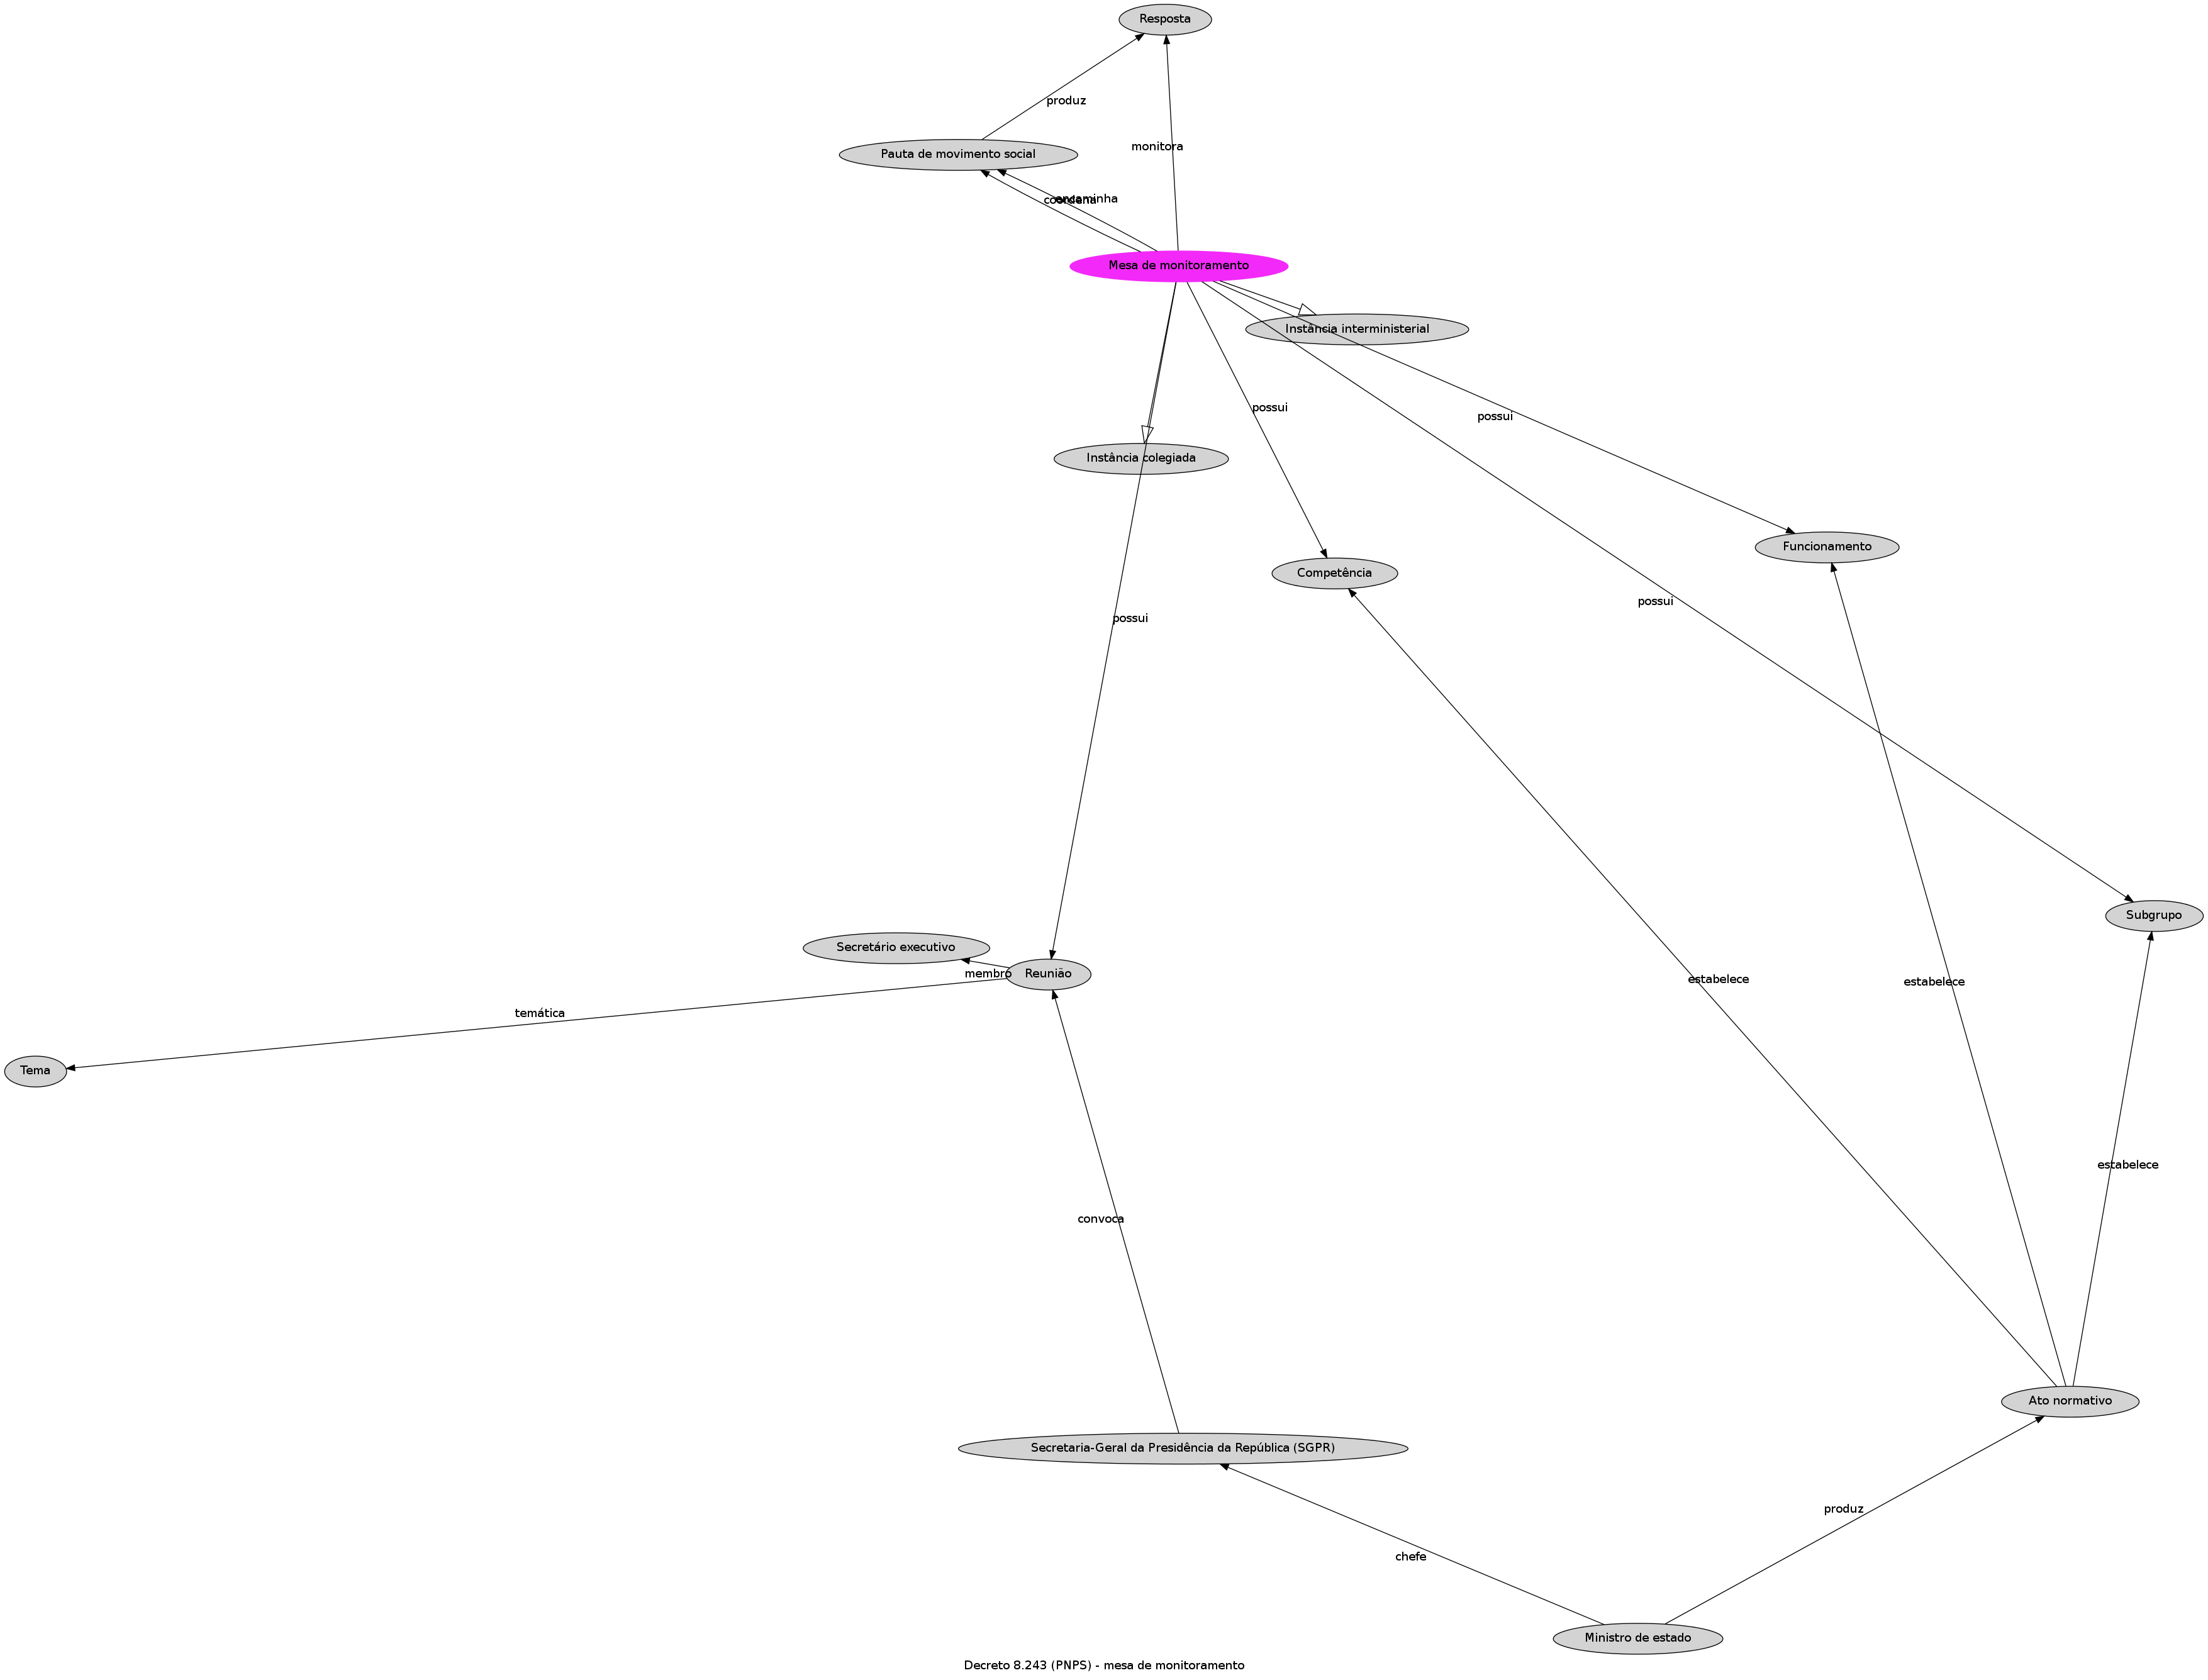 Resposta
produz
monitora
Pauta de movimento social
coordena
encaminha
Mesa de monitoramento
Instância interministerial
possui
possui
Instância colegiada
Funcionamento
Competência
possui
possui
Subgrupo
Secretário executivo
membro
Reunião
estabelece
estabelece
temática
Tema
estabelece
convoca
Ato normativo
Secretaria-Geral da Presidência da República (SGPR)
produz
chefe
Ministro de estado
Decreto 8.243 (PNPS) - mesa de monitoramento